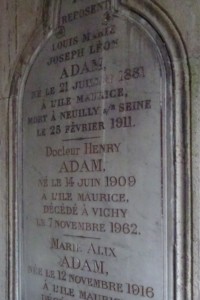 REPOSENT
LOUIS MARIE
JOSEPH LÉON
ADAM,
NÉ LE 21 1881
A L'ILE MAURICE,
MORT A NEUILLY S/ SEINE
LE 25 FÉVRIER 1911.
Docteur HENRY
ADAM,
NÉ LE 14 JUIN 1909
A L'ILE MAURICE,
DÉCÉDÉ A VICHY
LE 7 NOVEMBRE 1962.
MARIE ALIX
ADAM,
NÉE LE 12 NOVEMBRE 1916
A L'ILE MAURICE